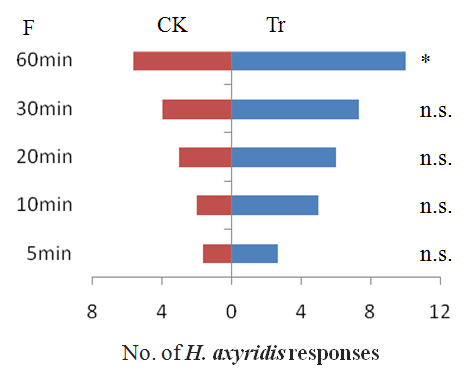 F CK Tr
60min *
30min n.s.
20min n.s.
10min n.s.
5min n.s.
8 4 0 4 8 12
No. of H. axyridis responses